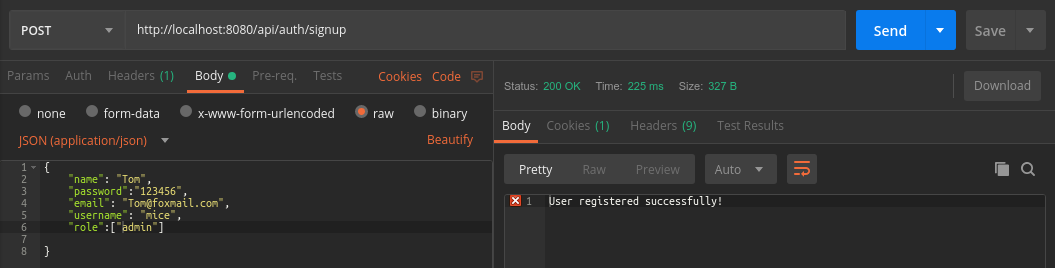 POST http://localhost:8080/api/auth/signup Send Save
Params Auth Headers (1) Body Pre-req. Tests Cookies Code
none form-data x-www-form-urlencoded raw binary
JSON (application/json) Beautify
1 {
2 "name": "Tom",
3 "password":"123456",
4 "email": "Tom@foxmail.com",
5 "username": "mice",
6 "role":["admin"]
7
8 }
Status: 200 OK Time: 225 ms Size: 327 B Download
Body Cookies (1) Headers (9) Test Results
Pretty Raw Preview Auto
1 User registered successfully!